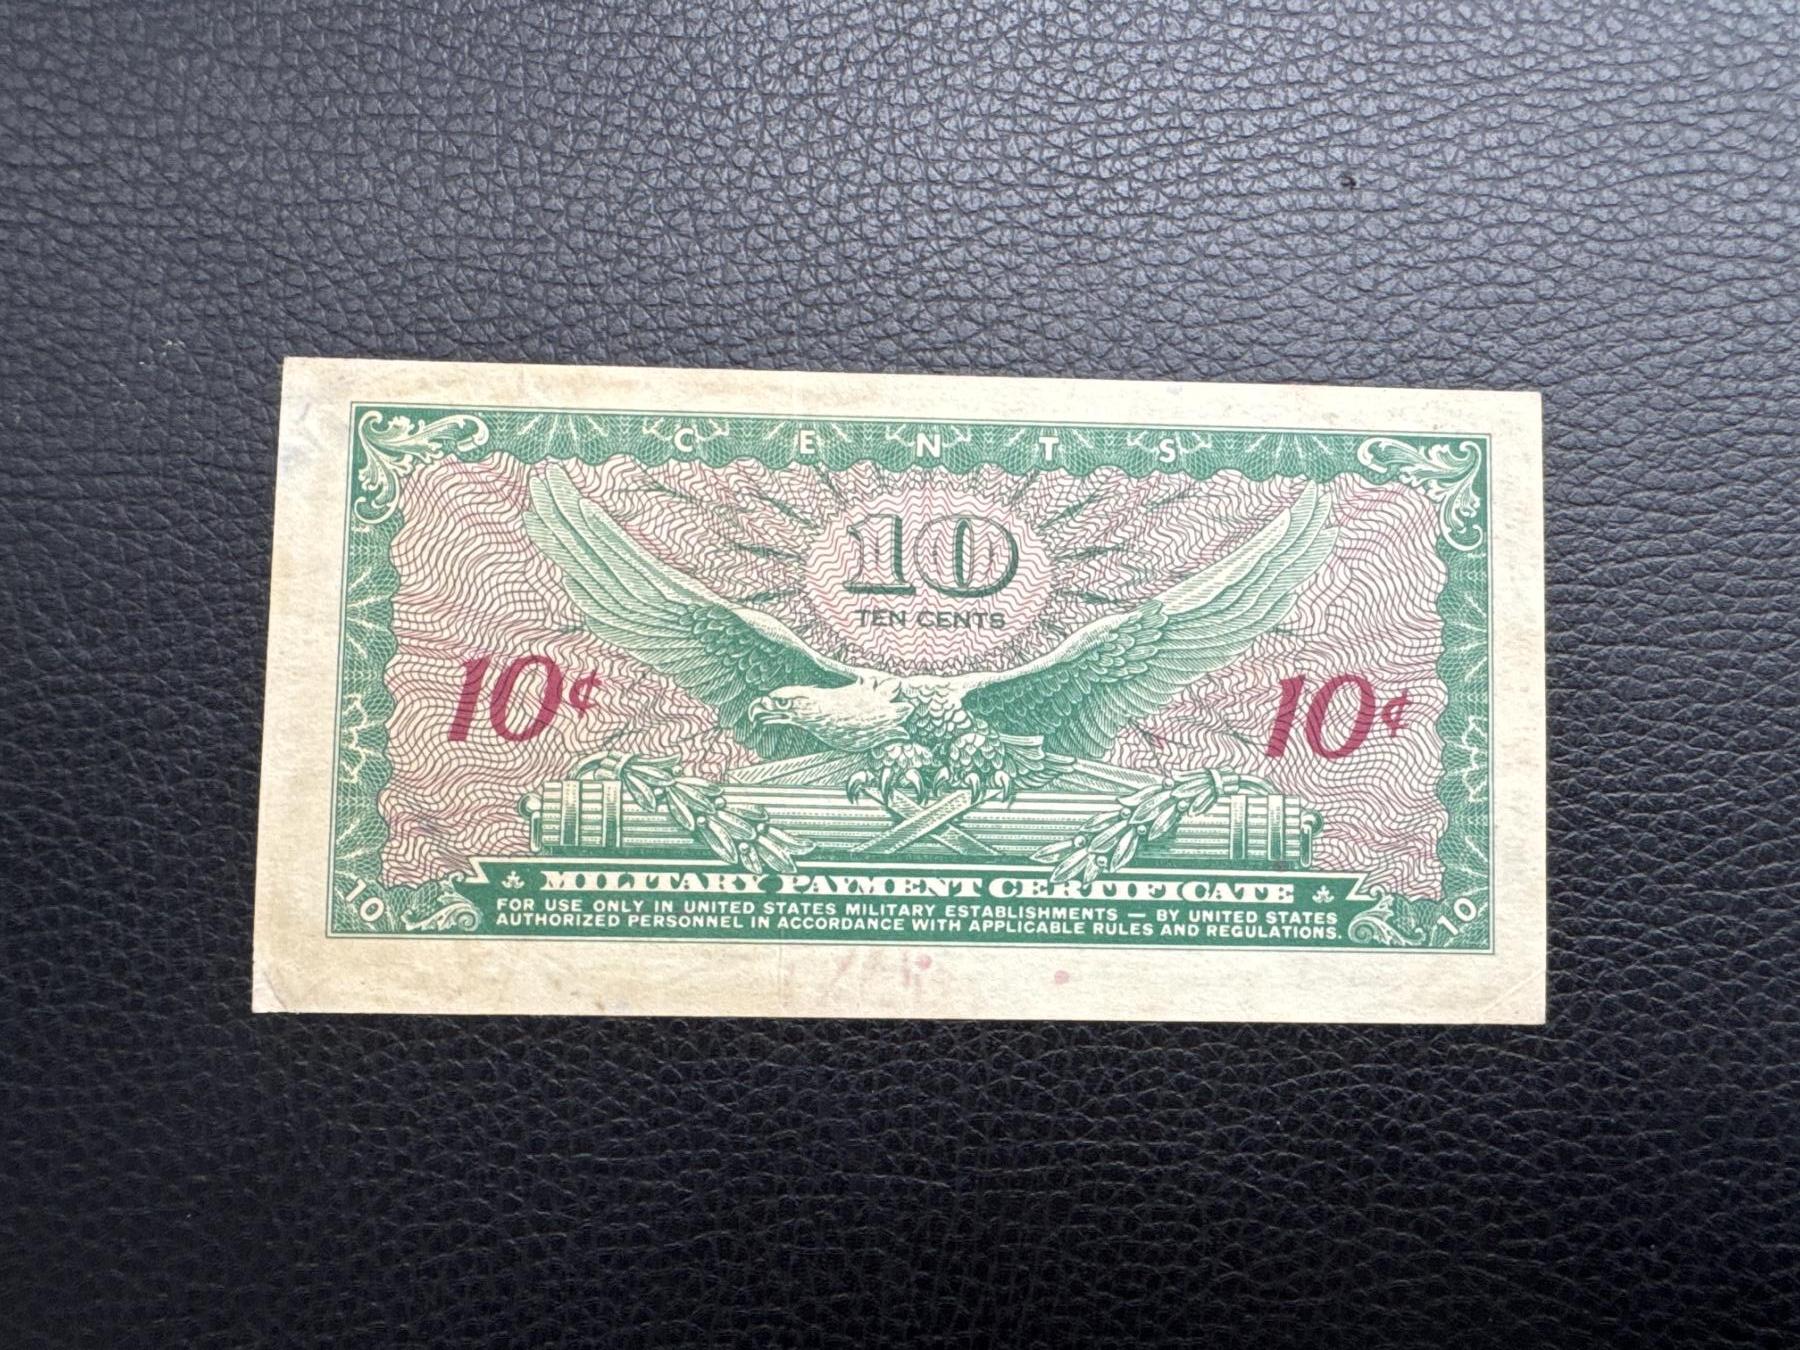 CENTS
10
TEN CENTS
10¢ 10¢
MILITARY PAYMENT CERTIFICATE
10 FOR USE ONLY IN UNITED STATES MILITARY ESTABLISHMENTS — BY UNITED STATES 10
AUTHORIZED PERSONNEL IN ACCORDANCE WITH APPLICABLE RULES AND REGULATIONS.